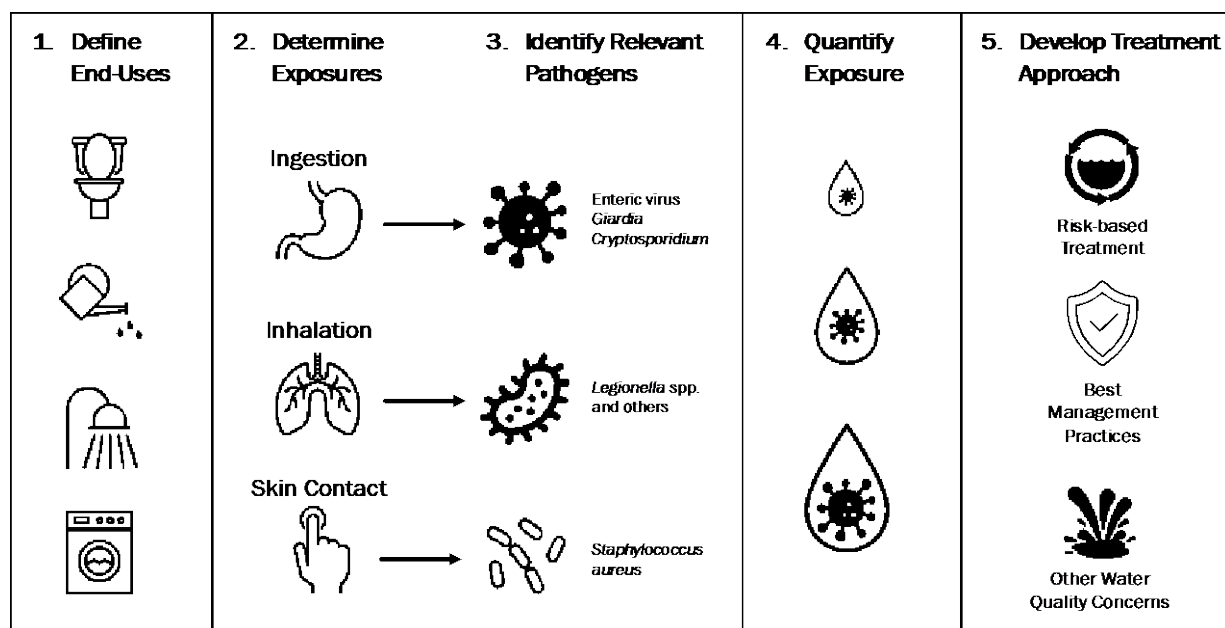 1. Define
End-Uses
2. Determine
Exposures
3. Identify Relevant
Pathogens
4. Quantify
Exposure
5. Develop Treatment
Approach
Ingestion
Enteric virus
Giardia
Cryptosporidium
Risk-based
Treatment
Inhalation
Legionella spp.
and others
Best
Management
Practices
Skin Contact
Staphylococcus
aureus
Other Water
Quality Concerns